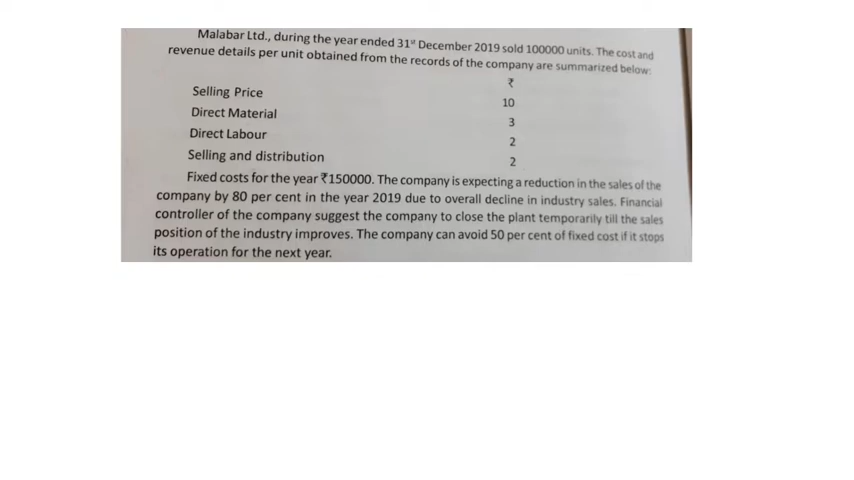 Malabar Ltd., during the year ended 31st December 2019 sold 100000 units. The cost and
revenue details per unit obtained from the records of the company are summarized below:
₹
Selling Price 10
Direct Material 3
Direct Labour 2
Selling and distribution 2
Fixed costs for the year ₹150000. The company is expecting a reduction in the sales of the
company by 80 per cent in the year 2019 due to overall decline in industry sales. Financial
controller of the company suggest the company to close the plant temporarily till the sales
position of the industry improves. The company can avoid 50 per cent of fixed cost if it stops
its operation for the next year.